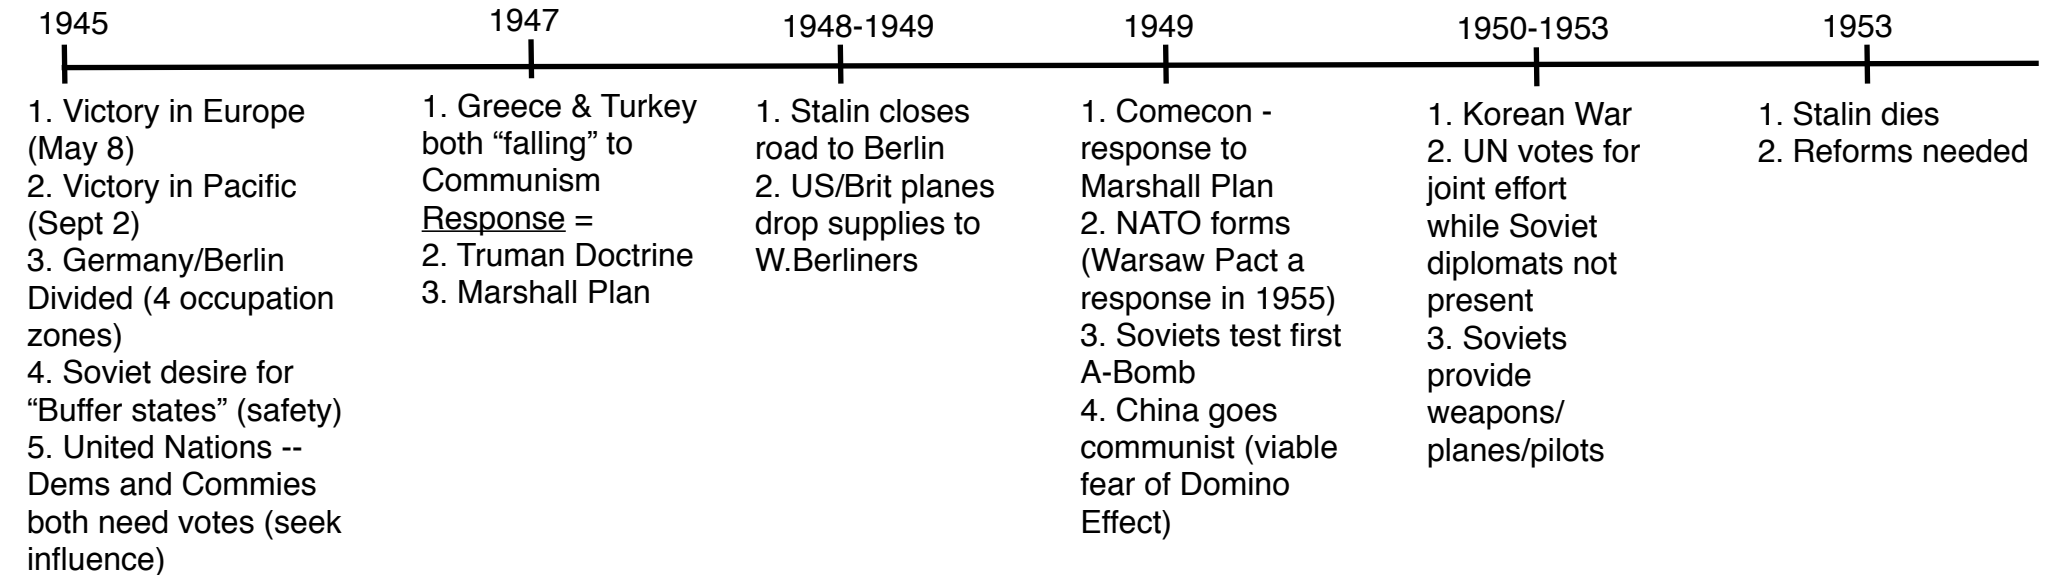 1945
1. Victory in Europe
(May 8)
2. Victory in Pacific
(Sept 2)
3. Germany/Berlin
Divided (4 occupation
zones)
4. Soviet desire for
“Buffer states” (safety)
5. United Nations --
Dems and Commies
both need votes (seek
influence)
1947
1. Greece & Turkey
both “falling” to
Communism
Response =
2. Truman Doctrine
3. Marshall Plan
1948-1949
1. Stalin closes
road to Berlin
2. US/Brit planes
drop supplies to
W.Berliners
1949
1. Comecon -
response to
Marshall Plan
2. NATO forms
(Warsaw Pact a
response in 1955)
3. Soviets test first
A-Bomb
4. China goes
communist (viable
fear of Domino
Effect)
1950-1953
1. Korean War
2. UN votes for
joint effort
while Soviet
diplomats not
present
3. Soviets
provide
weapons/
planes/pilots
1953
1. Stalin dies
2. Reforms needed